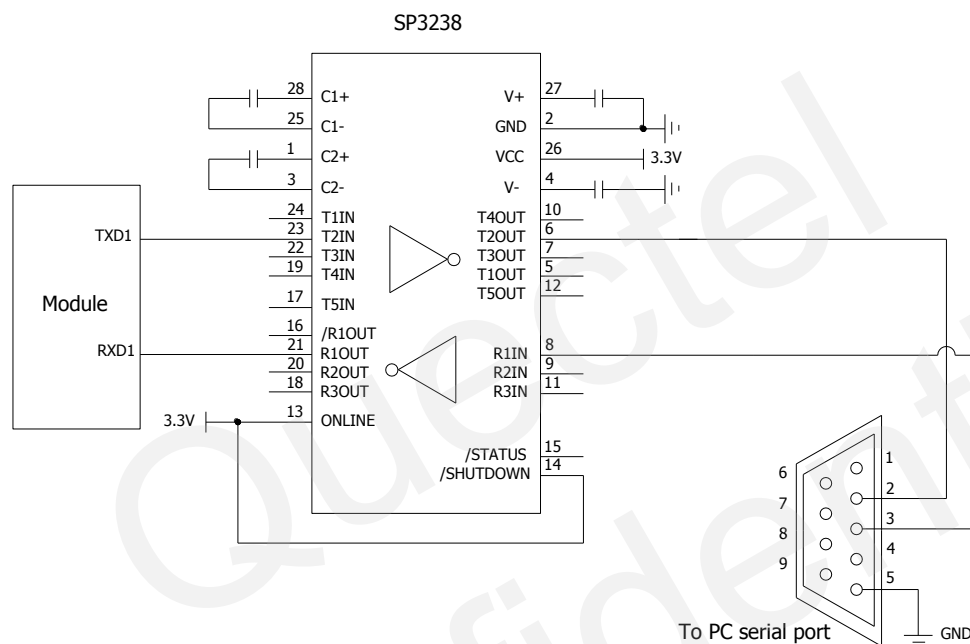 SP3238
28 C1+
25 C1-
1 C2+
3 C2-
24 T1IN
23 T2IN
22 T3IN
19 T4IN
17 T5IN
16 /R1OUT
21 R1OUT
20 R2OUT
18 R3OUT
13 ONLINE
3.3V
V+ 27
GND 2
VCC 26
3.3V
V- 4
T4OUT 10
T2OUT 6
T3OUT 7
T1OUT 5
T5OUT 12
R1IN 8
R2IN 9
R3IN 11
/STATUS 15
/SHUTDOWN 14
TXD1
Module
RXD1
6
7
8
9
1
2
3
4
5
To PC serial port
GND
Quectel